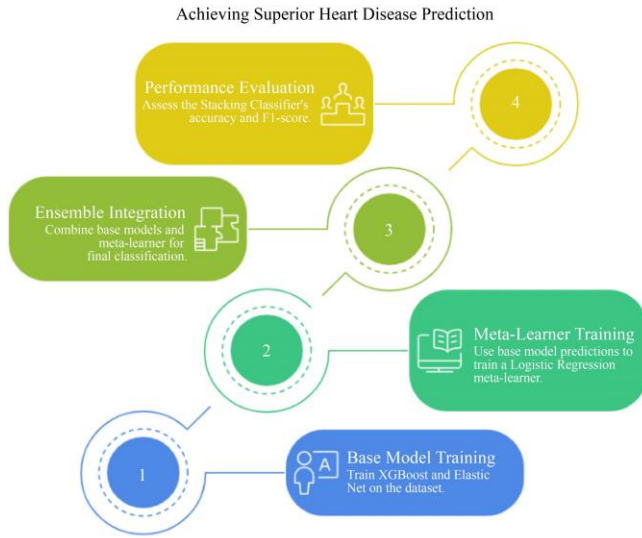 Achieving Superior Heart Disease Prediction
Performance Evaluation
Assess the Stacking Classifier's
accuracy and F1-score.
4
Ensemble Integration
Combine base models and
meta-learner for
final classification.
3
2
Meta-Learner Training
Use base model predictions to
train a Logistic Regression
meta-learner.
1
A
Base Model Training
Train XGBoost and Elastic
Net on the dataset.